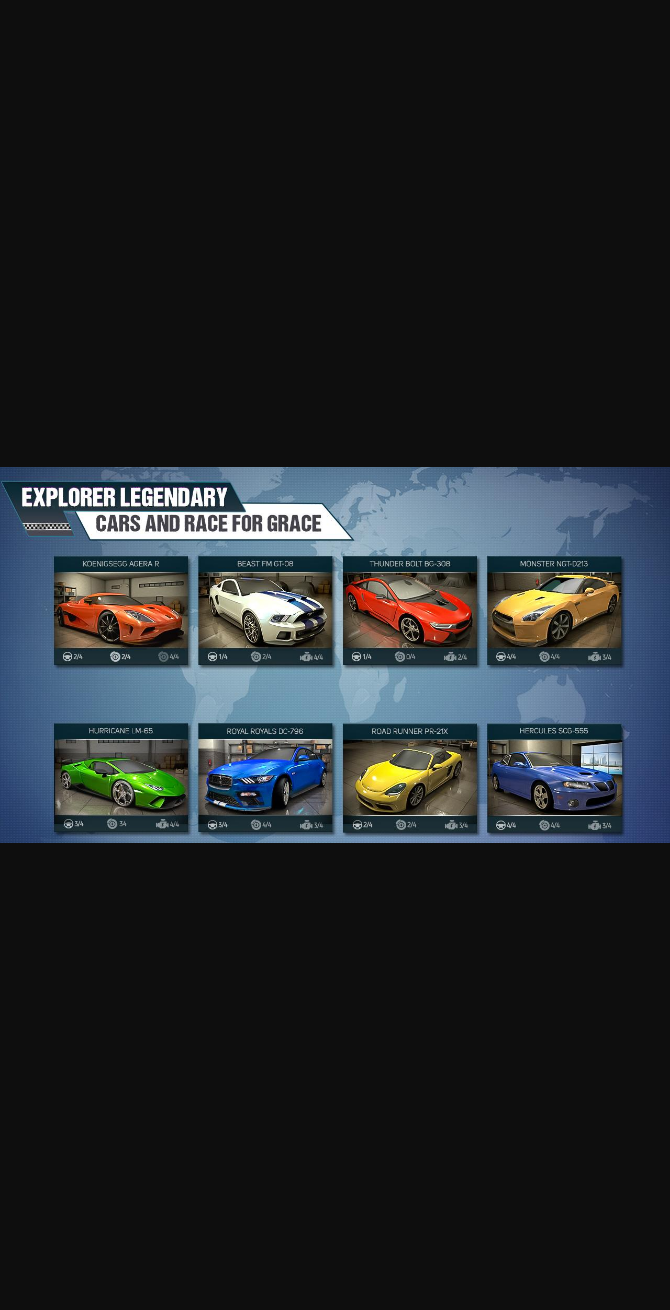 EXPLORER LEGENDARY
CARS AND RACE FOR GRACE
KOENIGSEGG AGERA R
BEAST FM GT-08
THUNDER BOLT BG-308
MONSTER NGT-D213
2/4 2/4 4/4
1/4 2/4 4/4
1/4 0/4 2/4
4/4 4/4 3/4
HURRICANE LM-65
ROYAL ROYALS DC-796
ROAD RUNNER PR-21X
HERCULES SCG-555
3/4 34 4/4
3/4 4/4 3/4
2/4 2/4 3/4
4/4 4/4 3/4